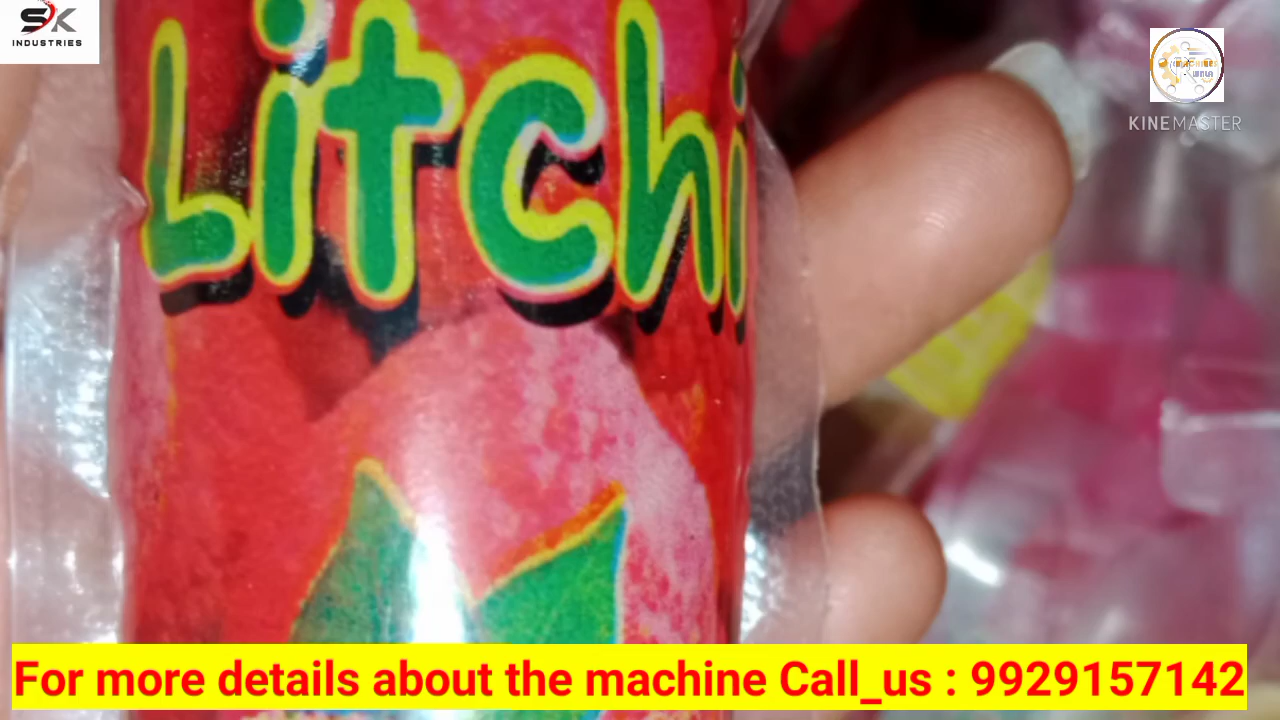 SK
INDUSTRIES
Litchi
KINEMASTER
For more details about the machine Call_us : 9929157142